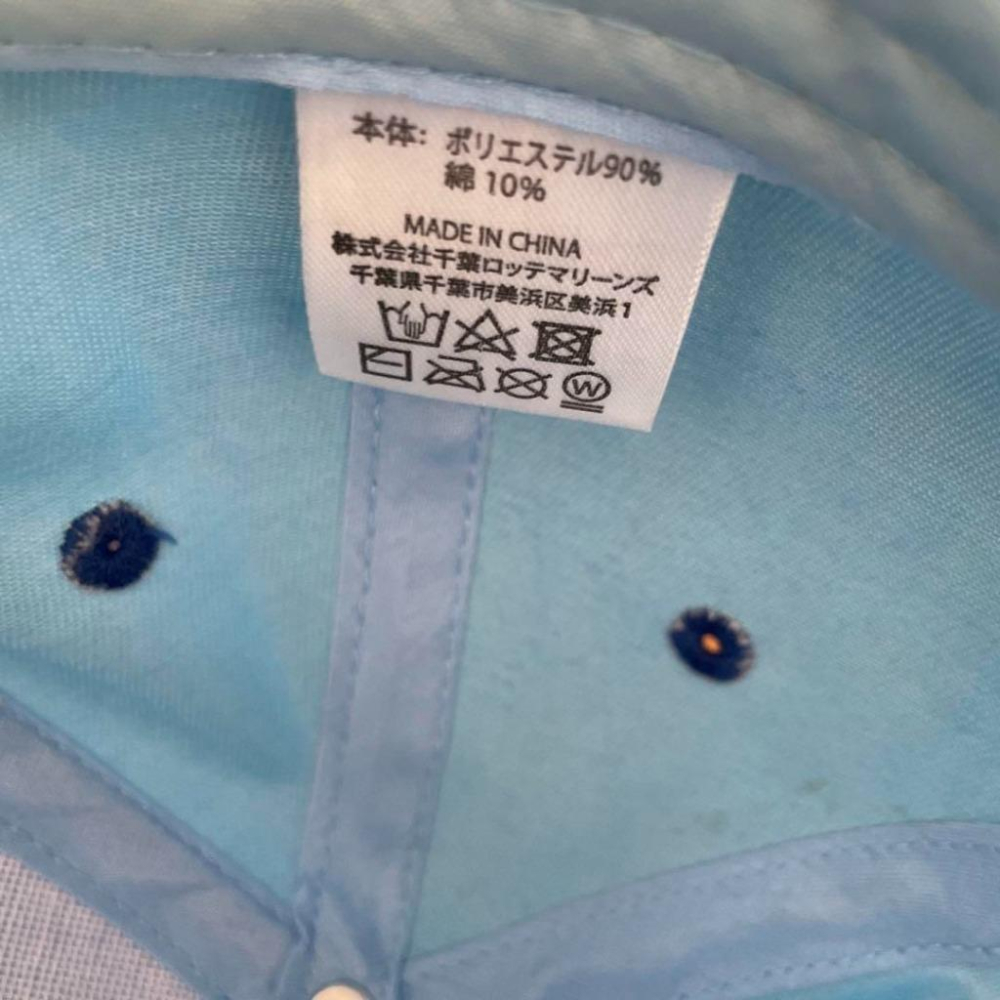 本体: ポリエステル90%
綿 10%
MADE IN CHINA
株式会社千葉ロッテマリーンズ
千葉県千葉市美浜区美浜1
W